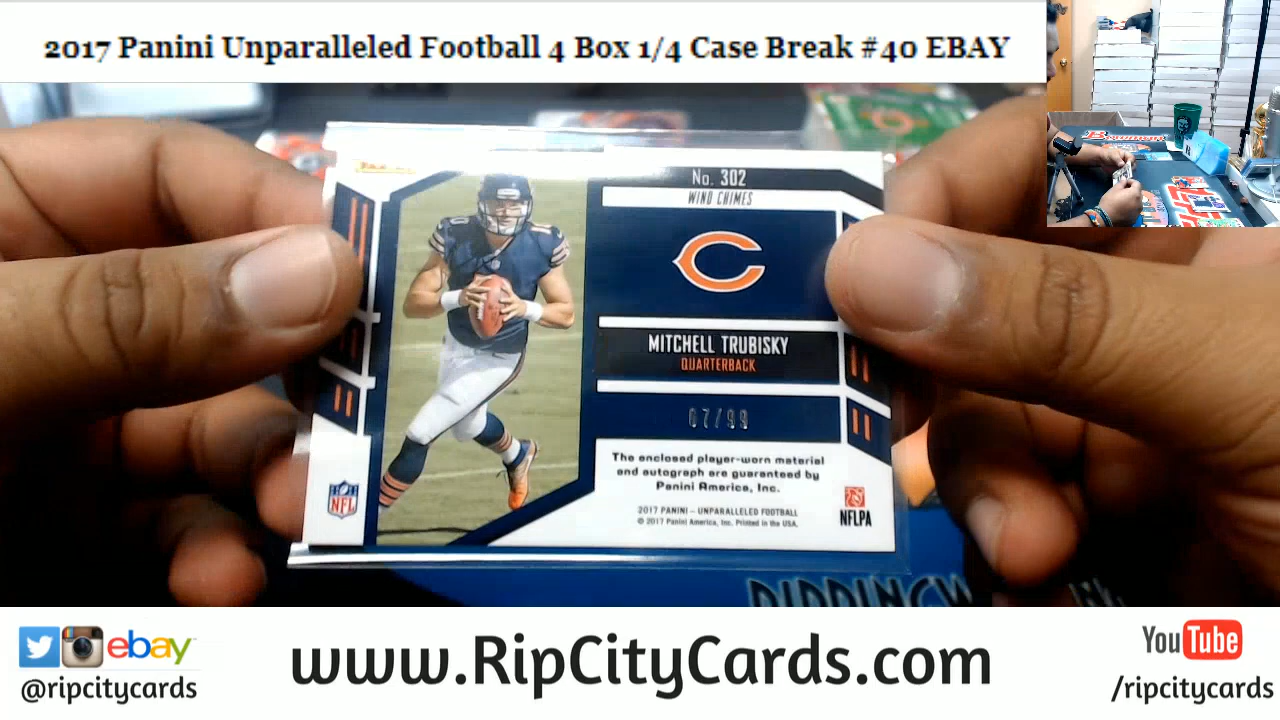 2017 Panini Unparalleled Football 4 Box 1/4 Case Break #40 EBAY
PANINI
No. 302
WIND CHIMES
MITCHELL TRUBISKY
QUARTERBACK
07/99
The enclosed player-worn material
and autograph are guaranteed by
Panini America, Inc.
2017 PANINI – UNPARALLELED FOOTBALL
© 2017 Panini America, Inc. Printed in the USA.
NFL
NFLPA
ebay
@ripcitycards
www.RipCityCards.com
YouTube
/ripcitycards